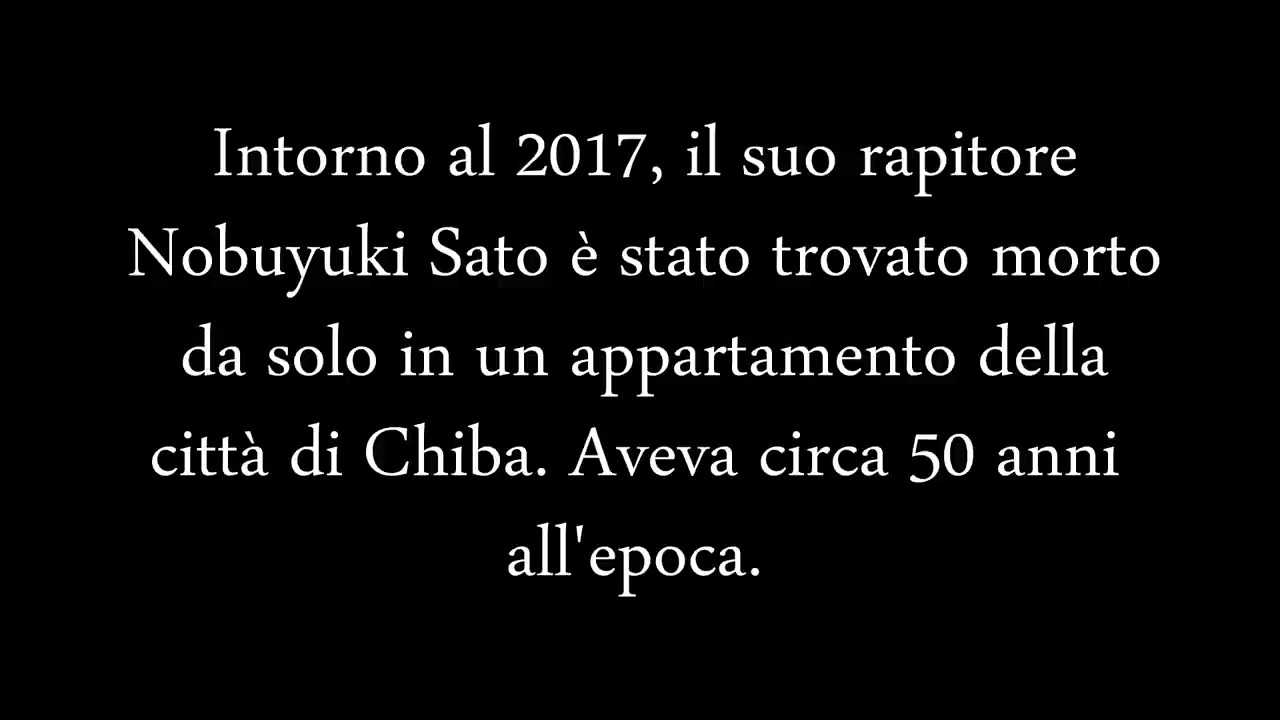 Intorno al 2017, il suo rapitore
Nobuyuki Sato è stato trovato morto
da solo in un appartamento della
città di Chiba. Aveva circa 50 anni
all'epoca.